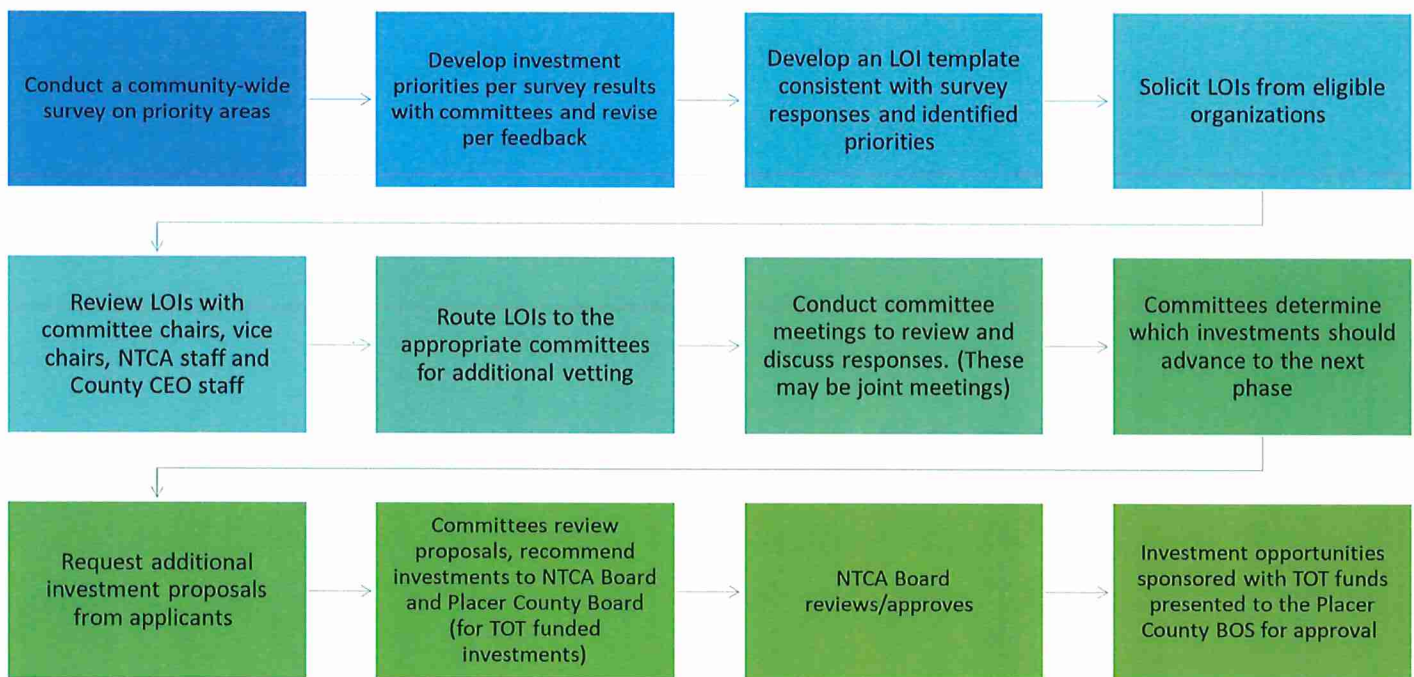 Conduct a community-wide
survey on priority areas
Develop investment
priorities per survey results
with committees and revise
per feedback
Develop an LOI template
consistent with survey
responses and identified
priorities
Solicit LOIs from eligible
organizations
Review LOIs with
committee chairs, vice
chairs, NTCA staff and
County CEO staff
Route LOIs to the
appropriate committees
for additional vetting
Conduct committee
meetings to review and
discuss responses. (These
may be joint meetings)
Committees determine
which investments should
advance to the next
phase
Request additional
investment proposals
from applicants
Committees review
proposals, recommend
investments to NTCA Board
and Placer County Board
(for TOT funded
investments)
NTCA Board
reviews/approves
Investment opportunities
sponsored with TOT funds
presented to the Placer
County BOS for approval